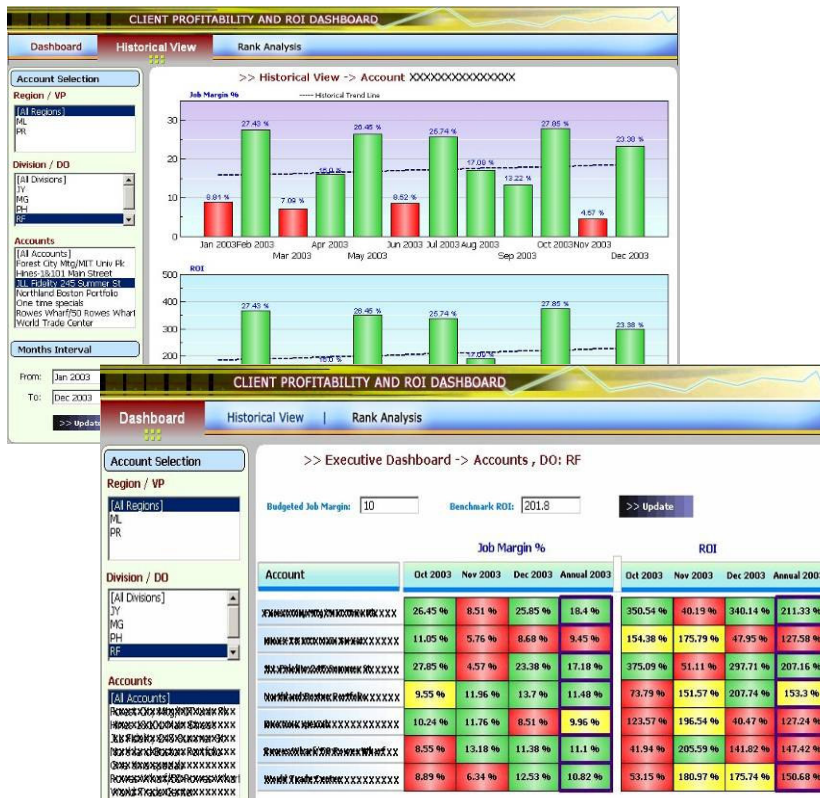 CLIENT PROFITABILITY AND ROI DASHBOARD
Dashboard Historical View Rank Analysis
Account Selection
Region / VP
[All Regions]
ML
PR
Division / DO
[All Divisions]
JY
MG
PH
RF
Accounts
[All Accounts]
Forest City Mtg/MIT Univ Pk
Hines-1&101 Main Street
JLL Fidelity 245 Summer St
Northland Boston Portfolio
One time specials
Rowes Wharf/50 Rowes Wharf
World Trade Center
Months Interval
From: Jan 2003
To: Dec 2003
>> Update
>> Historical View -> Account XXXXXXXXXXXXXXX
Job Margin % ---- Historical Trend Line
30
20
10
0
8.81 % 27.43 % 7.09 % 16.0 % 26.46 % 8.52 % 25.74 % 17.09 % 13.22 % 27.85 % 4.57 % 23.38 %
Jan 2003 Feb 2003 Mar 2003 Apr 2003 May 2003 Jun 2003 Jul 2003 Aug 2003 Sep 2003 Oct 2003 Nov 2003 Dec 2003
ROI
500
400
300
200
27.43 % 16.0 % 26.46 % 25.74 % 17.09 % 27.85 % 23.38 %
CLIENT PROFITABILITY AND ROI DASHBOARD
Dashboard Historical View | Rank Analysis
Account Selection
Region / VP
[All Regions]
ML
PR
Division / DO
[All Divisions]
JY
MG
PH
RF
Accounts
[All Accounts]
>> Executive Dashboard -> Accounts , DO: RF
Budgeted Job Margin: 10 Benchmark ROI: 201.8 >> Update
Job Margin % ROI
Account Oct 2003 Nov 2003 Dec 2003 Annual 2003 Oct 2003 Nov 2003 Dec 2003 Annual 2003
26.45 % 8.51 % 25.85 % 18.4 % 350.54 % 40.19 % 340.14 % 211.33 %
11.05 % 5.76 % 8.68 % 9.45 % 154.38 % 175.79 % 47.95 % 127.58 %
27.85 % 4.57 % 23.38 % 17.18 % 375.09 % 51.11 % 297.71 % 207.16 %
9.55 % 11.96 % 13.7 % 11.48 % 73.79 % 151.57 % 207.74 % 153.3 %
10.24 % 11.76 % 8.51 % 9.96 % 123.57 % 196.54 % 40.47 % 127.24 %
8.55 % 13.18 % 11.38 % 11.1 % 41.94 % 205.59 % 141.82 % 147.42 %
8.89 % 6.34 % 12.53 % 10.82 % 53.15 % 180.97 % 175.74 % 150.68 %